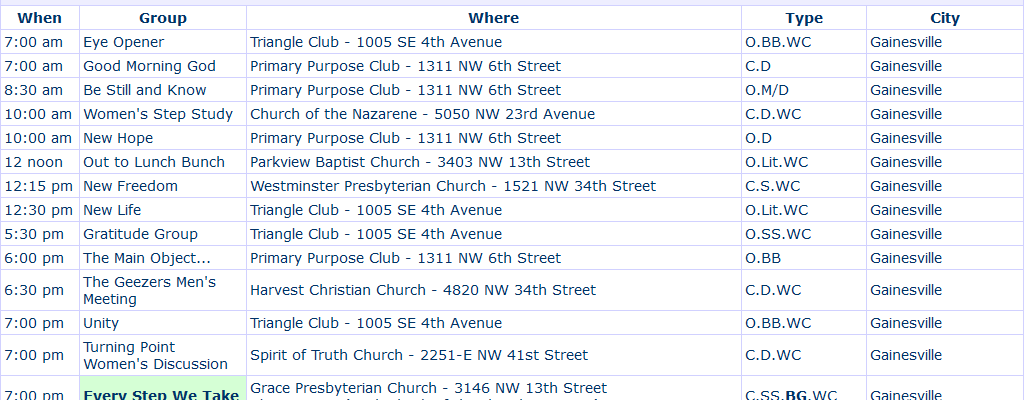 When Group Where Type City
7:00 am Eye Opener Triangle Club - 1005 SE 4th Avenue O.BB.WC Gainesville
7:00 am Good Morning God Primary Purpose Club - 1311 NW 6th Street C.D Gainesville
8:30 am Be Still and Know Primary Purpose Club - 1311 NW 6th Street O.M/D Gainesville
10:00 am Women's Step Study Church of the Nazarene - 5050 NW 23rd Avenue C.D.WC Gainesville
10:00 am New Hope Primary Purpose Club - 1311 NW 6th Street O.D Gainesville
12 noon Out to Lunch Bunch Parkview Baptist Church - 3403 NW 13th Street O.Lit.WC Gainesville
12:15 pm New Freedom Westminster Presbyterian Church - 1521 NW 34th Street C.S.WC Gainesville
12:30 pm New Life Triangle Club - 1005 SE 4th Avenue O.Lit.WC Gainesville
5:30 pm Gratitude Group Triangle Club - 1005 SE 4th Avenue O.SS.WC Gainesville
6:00 pm The Main Object... Primary Purpose Club - 1311 NW 6th Street O.BB Gainesville
6:30 pm The Geezers Men's
Meeting Harvest Christian Church - 4820 NW 34th Street C.D.WC Gainesville
7:00 pm Unity Triangle Club - 1005 SE 4th Avenue O.BB.WC Gainesville
7:00 pm Turning Point
Women's Discussion Spirit of Truth Church - 2251-E NW 41st Street C.D.WC Gainesville
7:00 pm Every Step We Take Grace Presbyterian Church - 3146 NW 13th Street C.SS.BG.WC Gainesville